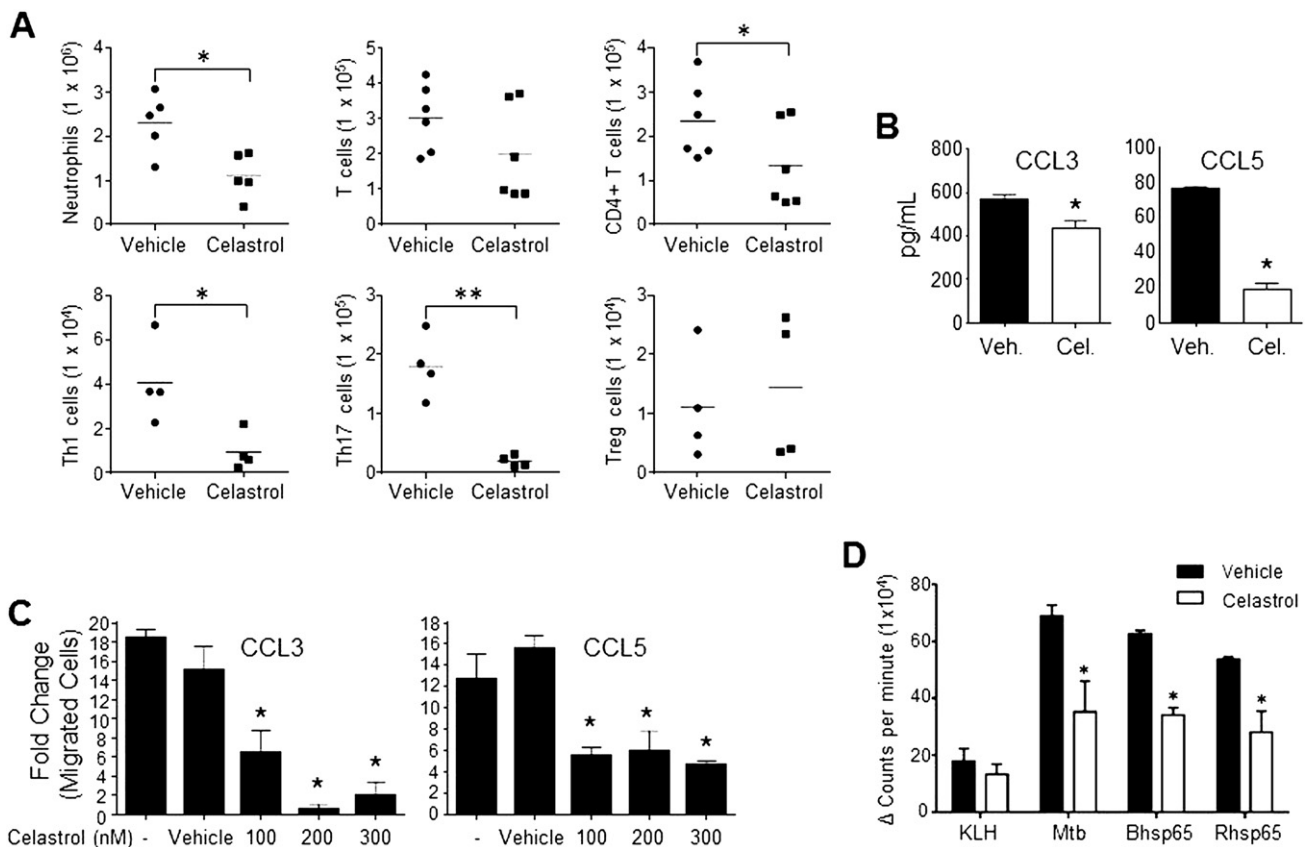 A
Neutrophils (1 x 10⁶)
4
3
2
1
0
*
Vehicle
Celastrol
T cells (1 x 10⁵)
5
4
3
2
1
0
Vehicle
Celastrol
CD4+ T cells (1 x 10⁵)
4
3
2
1
0
*
Vehicle
Celastrol
Th1 cells (1 x 10⁴)
8
6
4
2
0
*
Vehicle
Celastrol
Th17 cells (1 x 10⁵)
3
2
1
0
**
Vehicle
Celastrol
Treg cells (1 x 10⁴)
3
2
1
0
Vehicle
Celastrol
B
pg/mL
800
600
400
200
0
CCL3
*
Veh.
Cel.
100
80
60
40
20
0
CCL5
*
Veh.
Cel.
C
Fold Change
(Migrated Cells)
20
18
16
14
12
10
8
6
4
2
0
CCL3
* * *
Celastrol (nM) - Vehicle 100 200 300
18
16
14
12
10
8
6
4
2
0
CCL5
* * *
- Vehicle 100 200 300
D
Vehicle
Celastrol
Δ Counts per minute (1x10⁴)
80
60
40
20
0
* * *
KLH Mtb Bhsp65 Rhsp65